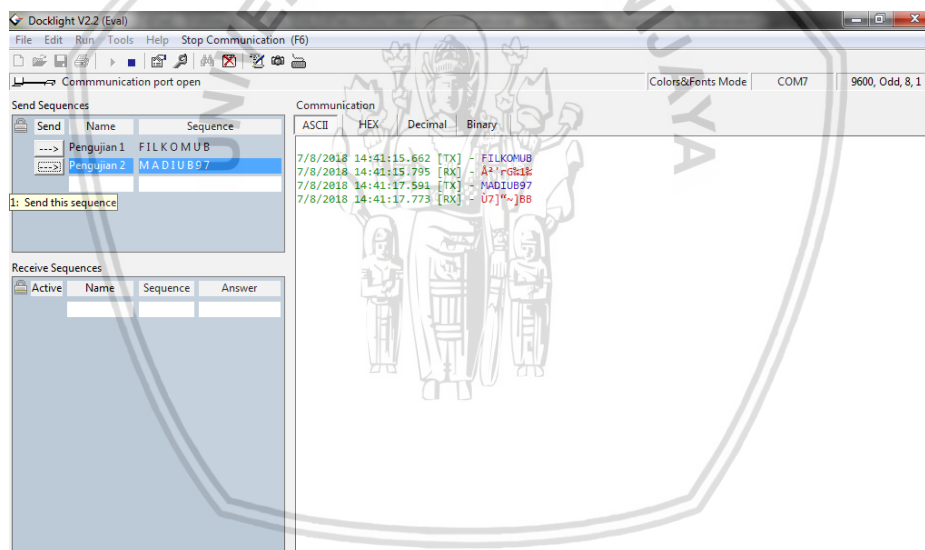 Docklight V2.2 (Eval)
File Edit Run Tools Help Stop Communication (F6)
Commmunication port open
Colors&Fonts Mode COM7 9600, Odd, 8, 1
Send Sequences
Send Name Sequence
---> Pengujian 1 F I L K O M U B
---> Pengujian 2 M A D I U B 9 7
1: Send this sequence
Receive Sequences
Active Name Sequence Answer
Communication
ASCII HEX Decimal Binary
7/8/2018 14:41:15.662 [TX] - FILKOMUB
7/8/2018 14:41:15.795 [RX] -
7/8/2018 14:41:17.591 [TX] - MADIUB97
7/8/2018 14:41:17.773 [RX] - Ù7]“~]BB